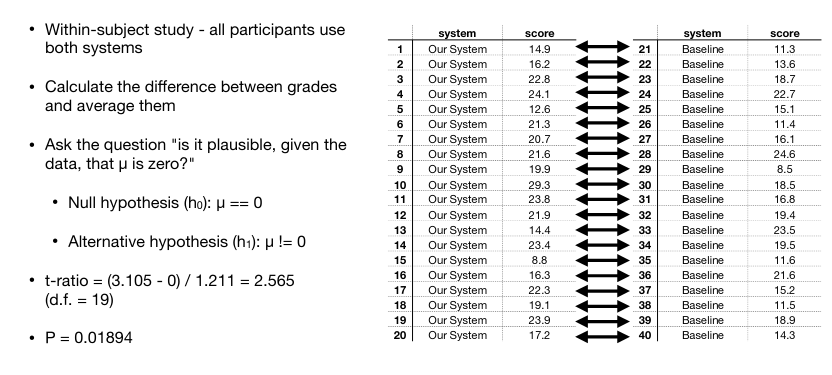 • Within-subject study - all participants use
both systems
• Calculate the difference between grades
and average them
• Ask the question "is it plausible, given the
data, that μ is zero?"
• Null hypothesis (h₀): μ == 0
• Alternative hypothesis (h₁): μ != 0
• t-ratio = (3.105 - 0) / 1.211 = 2.565
(d.f. = 19)
• P = 0.01894
system score system score
1 Our System 14.9 21 Baseline 11.3
2 Our System 16.2 22 Baseline 13.6
3 Our System 22.8 23 Baseline 18.7
4 Our System 24.1 24 Baseline 22.7
5 Our System 12.6 25 Baseline 15.1
6 Our System 21.3 26 Baseline 11.4
7 Our System 20.7 27 Baseline 16.1
8 Our System 21.6 28 Baseline 24.6
9 Our System 19.9 29 Baseline 8.5
10 Our System 29.3 30 Baseline 18.5
11 Our System 23.8 31 Baseline 16.8
12 Our System 21.9 32 Baseline 19.4
13 Our System 14.4 33 Baseline 23.5
14 Our System 23.4 34 Baseline 19.5
15 Our System 8.8 35 Baseline 11.6
16 Our System 16.3 36 Baseline 21.6
17 Our System 22.3 37 Baseline 15.2
18 Our System 19.1 38 Baseline 11.5
19 Our System 23.9 39 Baseline 18.9
20 Our System 17.2 40 Baseline 14.3